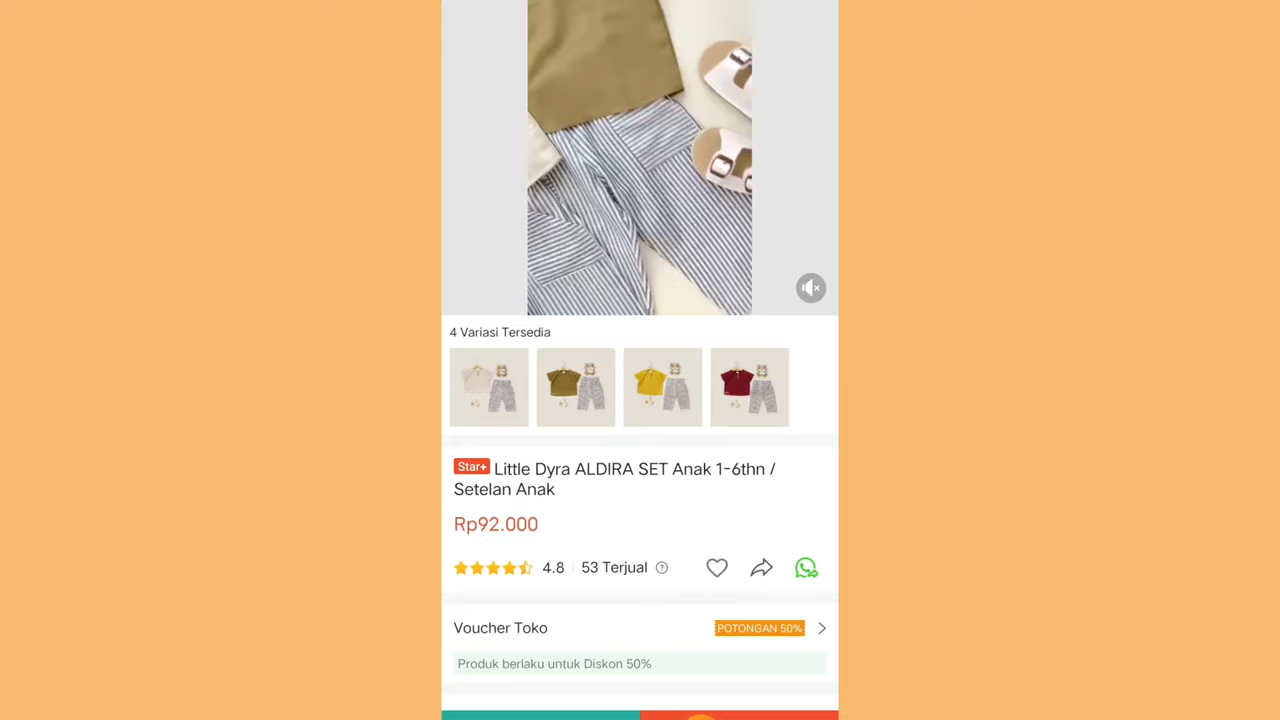 4 Variasi Tersedia
Star+ Little Dyra ALDIRA SET Anak 1-6thn /
Setelan Anak
Rp92.000
4.8 53 Terjual ?
Voucher Toko POTONGAN 50%
Produk berlaku untuk Diskon 50%